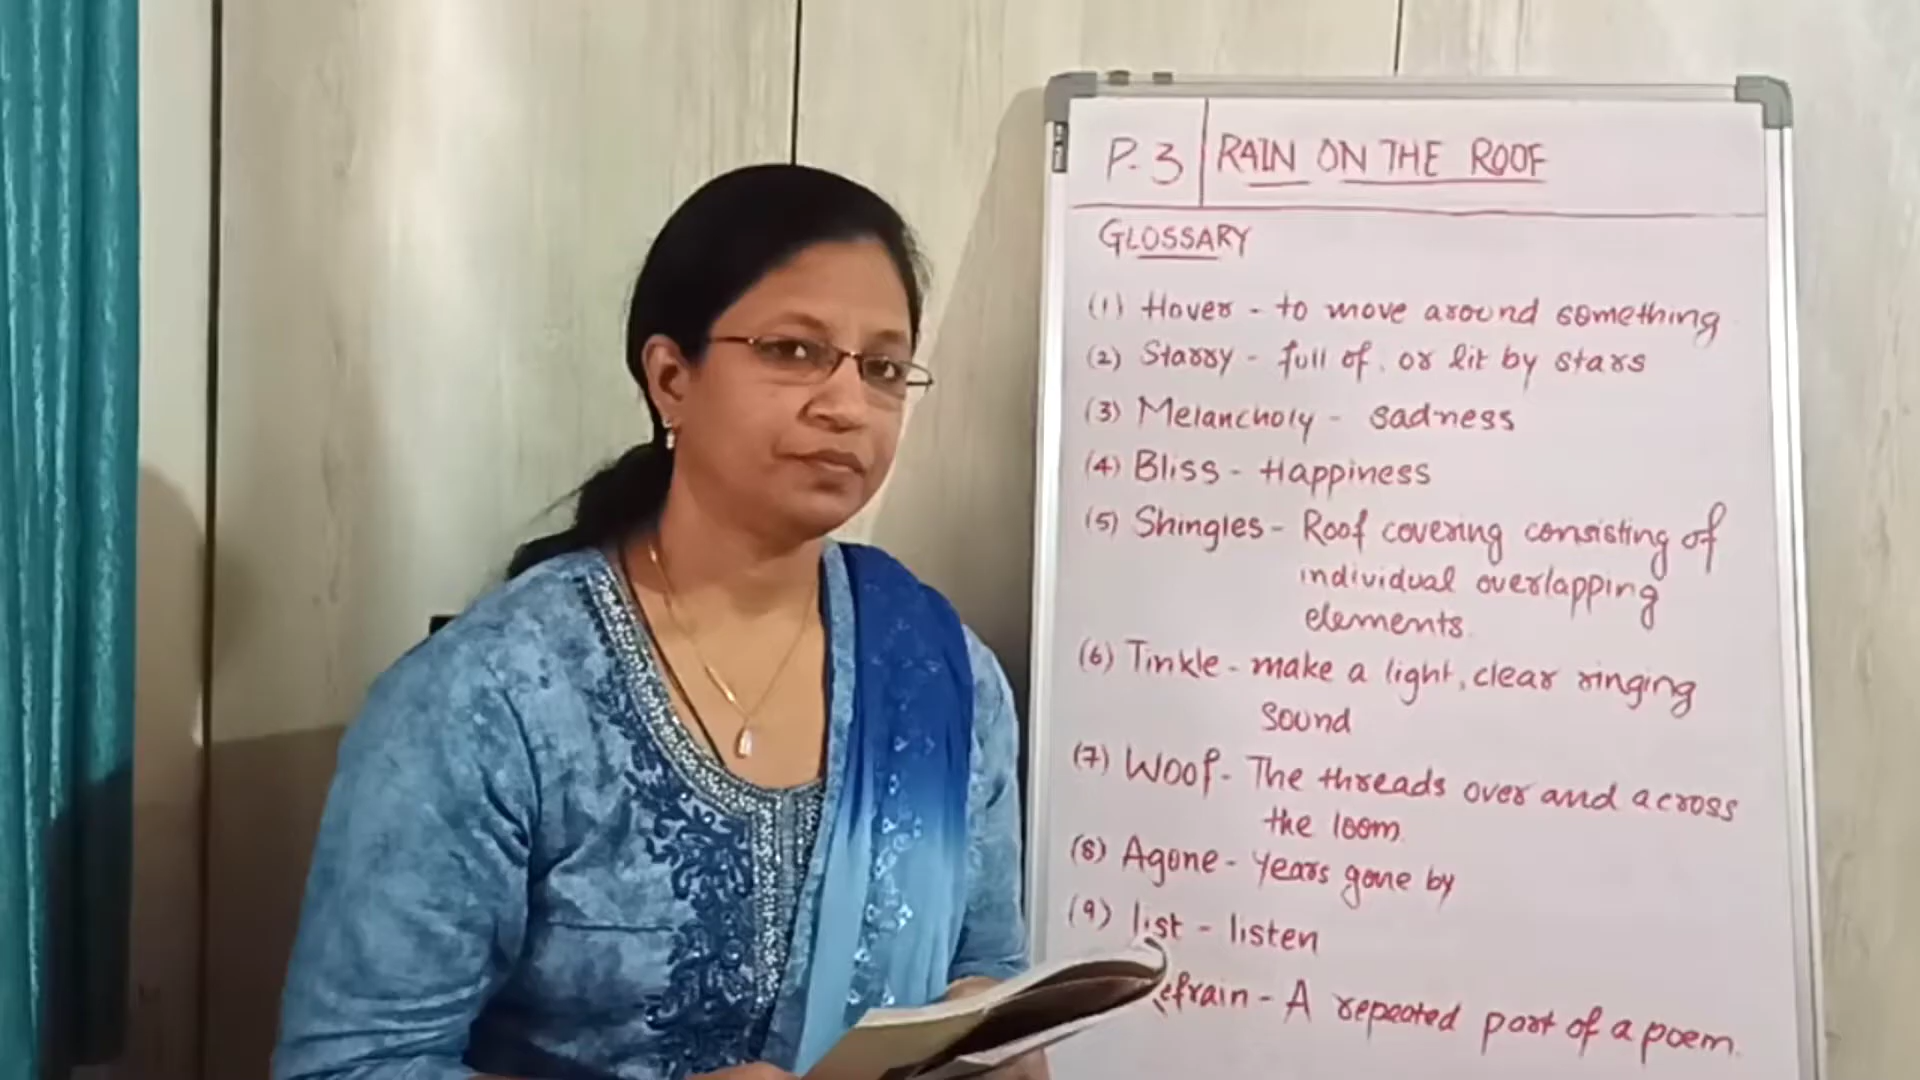 P.3 RAIN ON THE ROOF
GLOSSARY
(1) Hover - to move around something
(2) Starry - full of, or lit by stars
(3) Melancholy - sadness
(4) Bliss - Happiness
(5) Shingles - Roof covering consisting of
individual overlapping
elements.
(6) Tinkle - make a light, clear ringing
sound
(7) Woof - The threads over and across
the loom.
(8) Agone - years gone by
(9) list - listen
efrain - A repeated part of a poem.